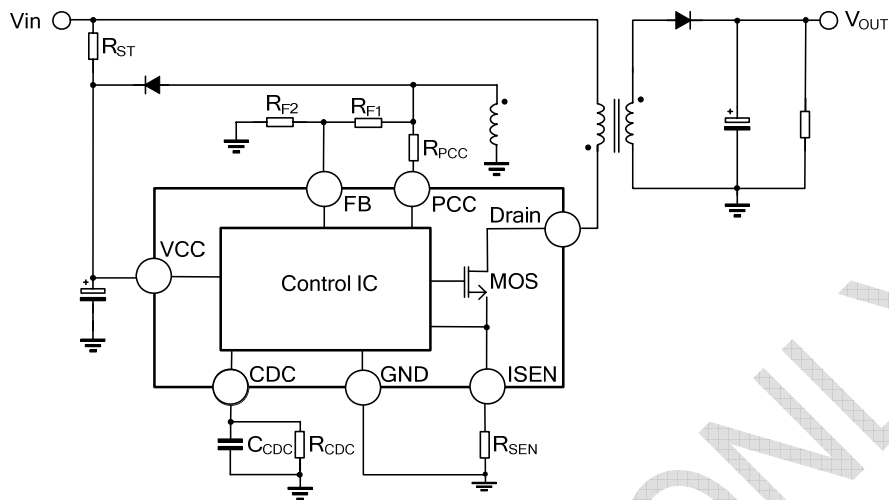 Vin
VOUT
RST
RF2
RF1
RPCC
FB
PCC
Drain
VCC
Control IC
MOS
CDC
GND
ISEN
CCDC
RCDC
RSEN
ONLY